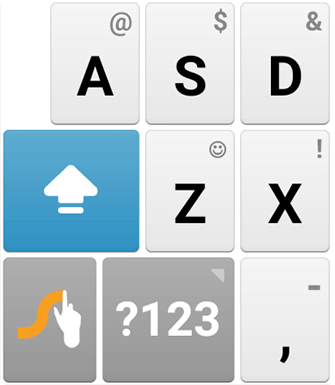 @ $ &
A S D
☺ !
Z X
-
?123 ,